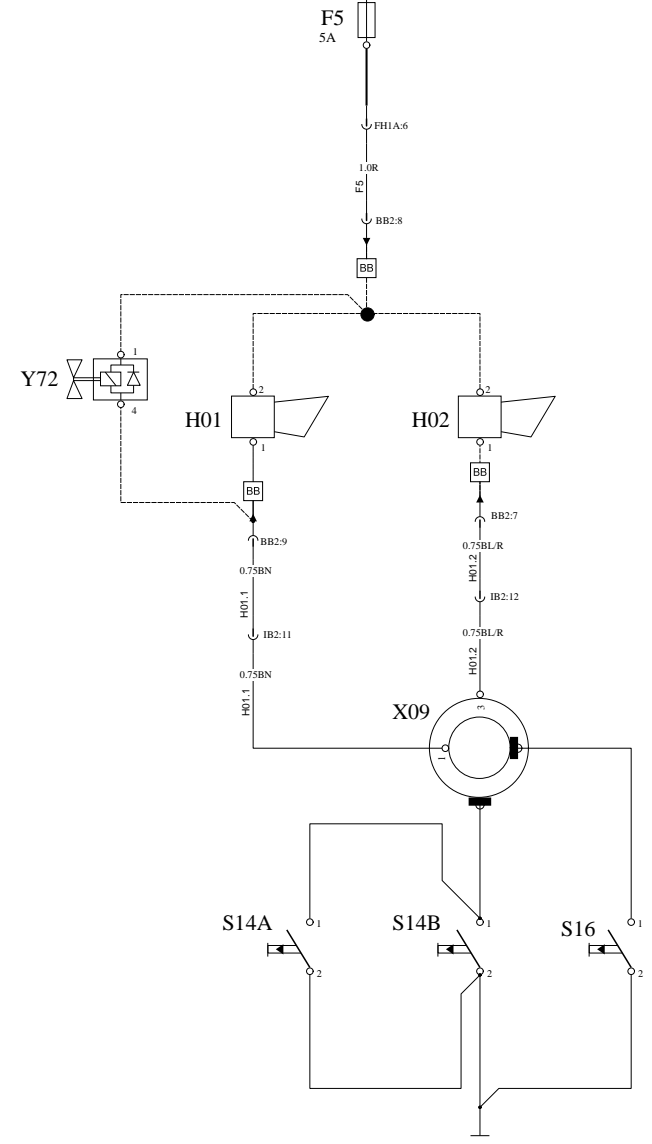 F5
5A
FH1A:6
1.0R
F5
BB2:8
BB
1
Y72
4
2
H01
1
2
H02
1
BB
BB
BB2:9
BB2:7
0.75BN
0.75BL/R
H01.1
H01.2
IB2:11
IB2:12
0.75BN
0.75BL/R
H01.1
H01.2
X09
3
1
S14A
1
2
S14B
1
2
S16
1
2